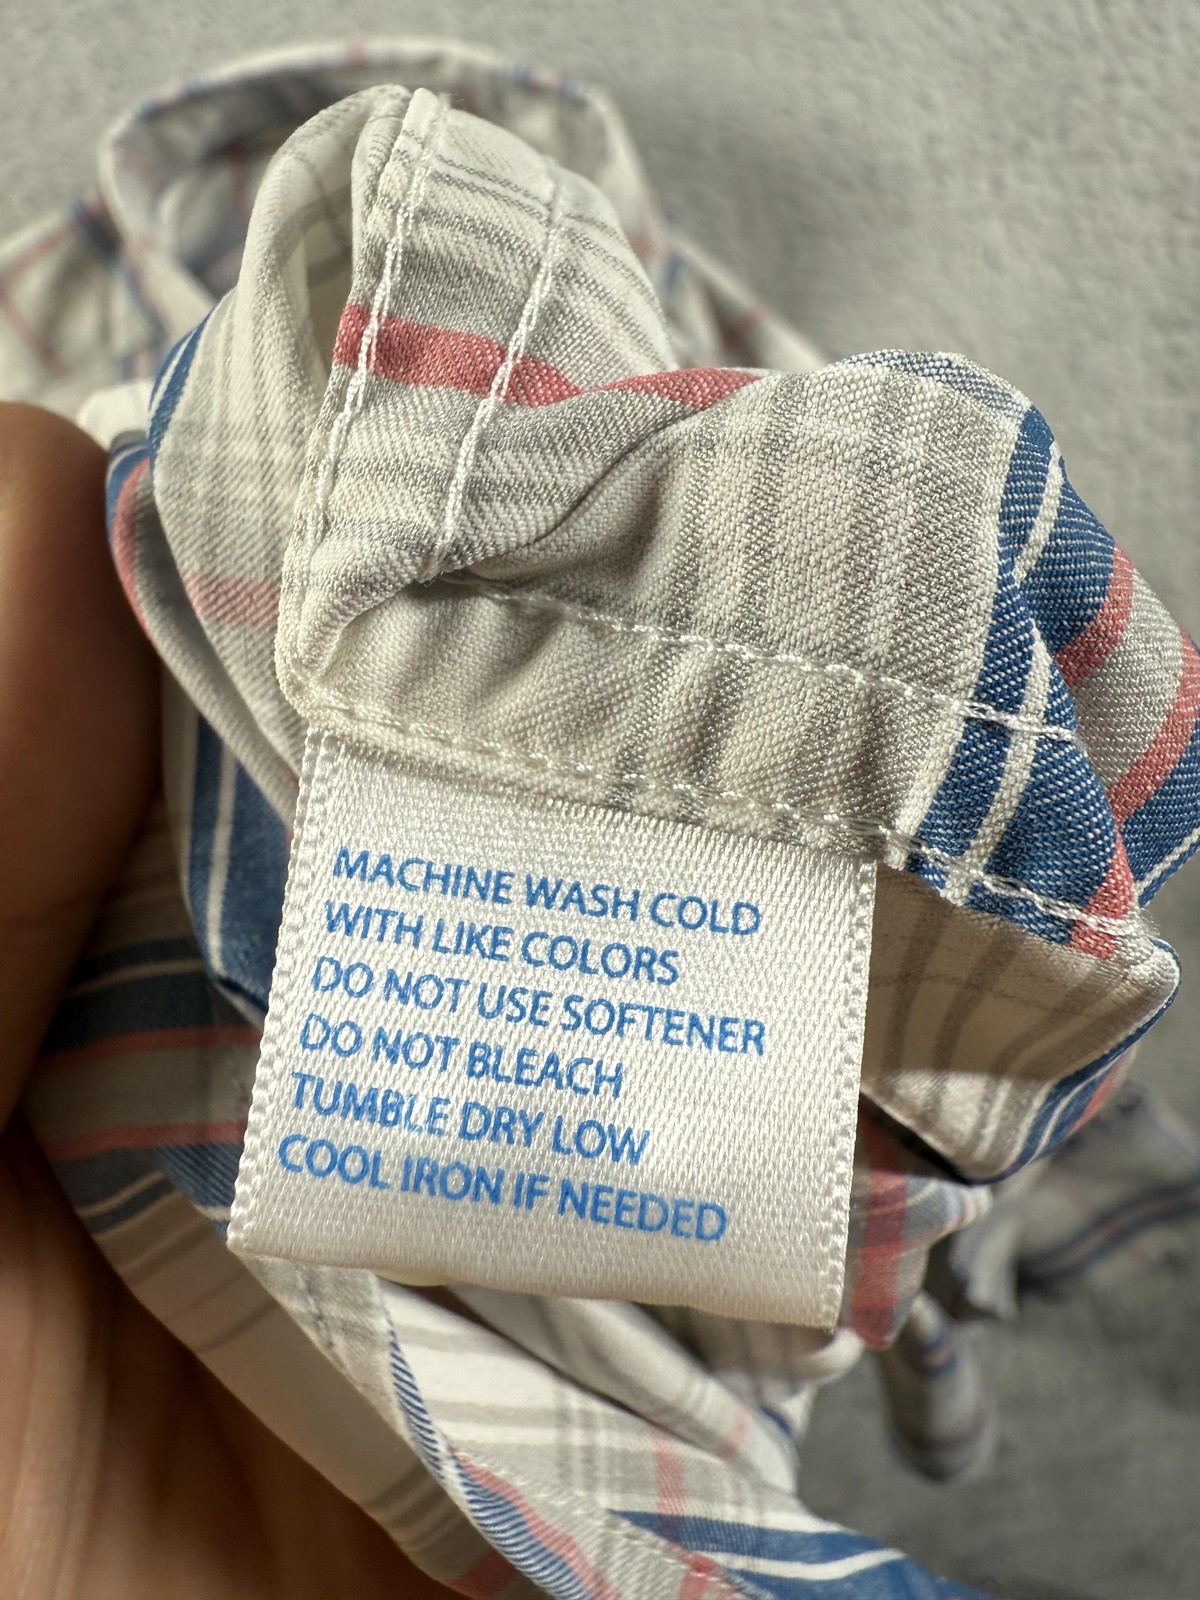 MACHINE WASH COLD
WITH LIKE COLORS
DO NOT USE SOFTENER
DO NOT BLEACH
TUMBLE DRY LOW
COOL IRON IF NEEDED